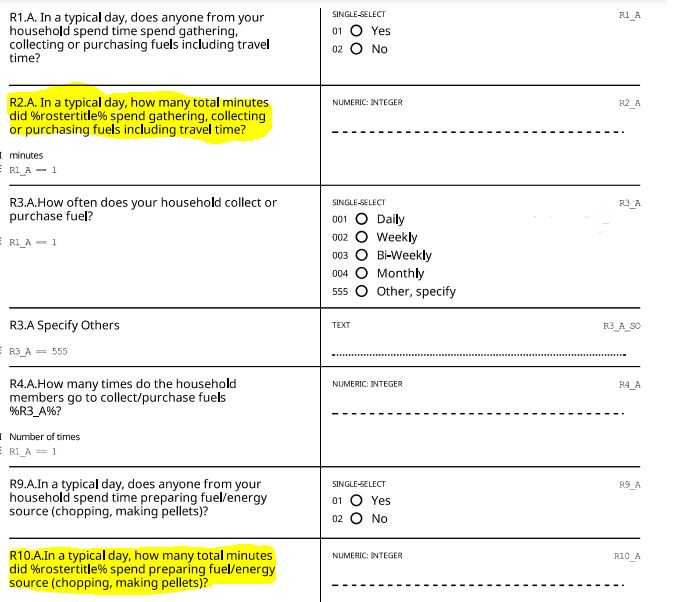 R1.A. In a typical day, does anyone from your
household spend time spend gathering,
collecting or purchasing fuels including travel
time?
SINGLE-SELECT
R1_A
01 Yes
02 No
R2.A. In a typical day, how many total minutes
did %rostertitle% spend gathering, collecting
or purchasing fuels including travel time?
NUMERIC: INTEGER
R2_A
I minutes
E R1_A == 1
R3.A.How often does your household collect or
purchase fuel?
SINGLE-SELECT
R3_A
001 Daily
002 Weekly
003 Bi-Weekly
004 Monthly
555 Other, specify
E R1_A == 1
R3.A Specify Others
TEXT
R3_A_SO
E R3_A == 555
R4.A.How many times do the household
members go to collect/purchase fuels
%R3_A%?
NUMERIC: INTEGER
R4_A
I Number of times
E R1_A == 1
R9.A.In a typical day, does anyone from your
household spend time preparing fuel/energy
source (chopping, making pellets)?
SINGLE-SELECT
R9_A
01 Yes
02 No
R10.A.In a typical day, how many total minutes
did %rostertitle% spend preparing fuel/energy
source (chopping, making pellets)?
NUMERIC: INTEGER
R10_A